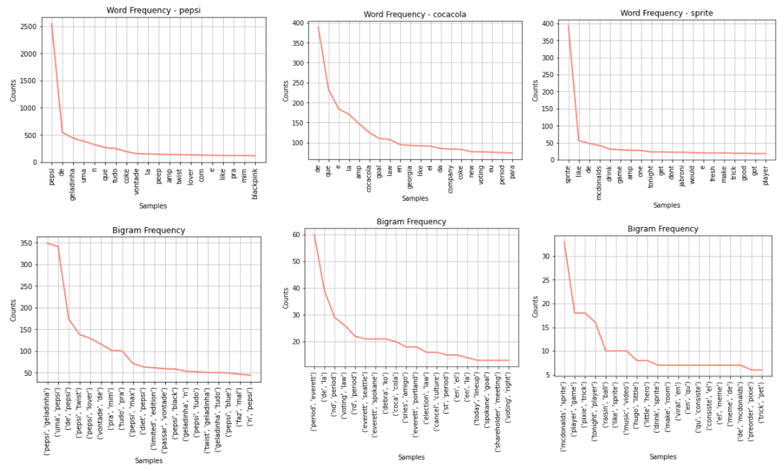 Word Frequency - pepsi
2500
2000
1500
1000
500
0
Counts
pepsi
de
geladinha
uma
n
que
tudo
coke
vontade
la
peep
amp
twist
lover
com
e
like
pra
mim
blackpink
Samples
Word Frequency - cocacola
400
350
300
250
200
150
100
Counts
de
que
e
la
amp
cocacola
goal
law
en
georgia
like
el
da
company
coke
new
voting
eu
period
para
Samples
Word Frequency - sprite
400
350
300
250
200
150
100
50
0
Counts
sprite
like
de
mcdonalds
drink
game
amp
one
tonight
get
dont
jabroni
would
e
fresh
make
trick
good
got
player
Samples
Bigram Frequency
350
300
250
200
150
100
50
Counts
('pepsi', 'geladinha')
('uma', 'pepsi')
('de', 'pepsi')
('pepsi', 'twist')
('pepsi', 'lover')
('vontade', 'de')
('pra', 'mim')
('tudo', 'pra')
('pepsi', 'max')
('diet', 'pepsi')
('limited', 'edition')
('passar', 'vontade')
('pepsi', 'black')
('geladinha', 'n')
('pepsi', 'tudo')
('twist', 'geladinha')
('geladinha', 'tudo')
('pepsi', 'blue')
('faz', 'mal')
('n', 'pepsi')
Samples
Bigram Frequency
60
50
40
30
20
Counts
('period', 'everett')
('de', 'la')
('nd', 'period')
('voting', 'law')
('rd', 'period')
('everett', 'seattle')
('everett', 'spokane')
('debra', 'ko')
('coca', 'cola')
('everett', 'portland')
('election', 'law')
('cancel', 'culture')
('st', 'period')
('en', 'el')
('en', 'la')
('today', 'lineup')
('spokane', 'goal')
('shareholder', 'meeting')
('voting', 'right')
Samples
Bigram Frequency
30
25
20
15
10
5
Counts
('mcdonalds', 'sprite')
('player', 'game')
('pixie', 'trick')
('tonight', 'player')
('raisin', 'ball')
('like', 'sprite')
('music', 'video')
('hugo', 'little')
('little', 'hero')
('drink', 'sprite')
('make', 'room')
('viral', 'en')
('en', 'qu')
('qu', 'consiste')
('consiste', 'el')
('el', 'meme')
('meme', 'de')
('de', 'mcdonalds')
('preorder', 'pixie')
('trick', 'pet')
Samples